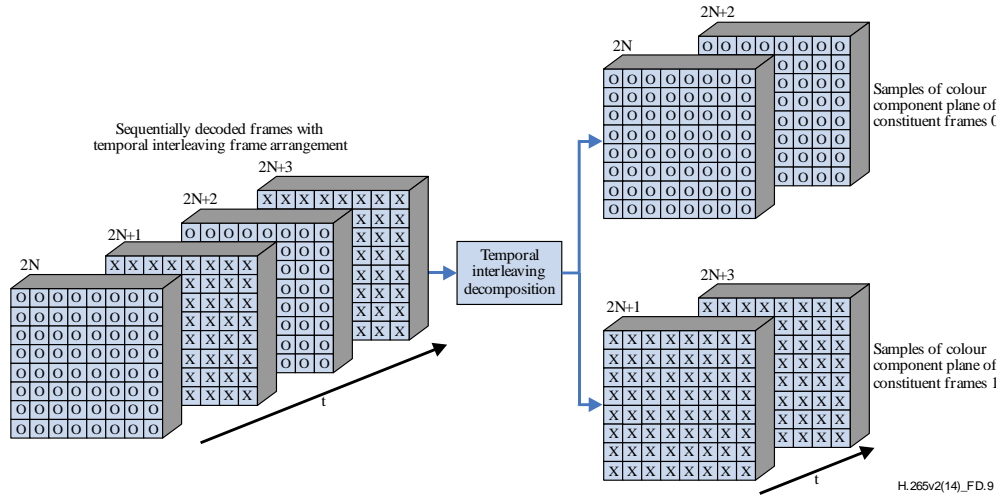 Sequentially decoded frames with
temporal interleaving frame arrangement
2N
O O O O O O O O
O O O O O O O O
O O O O O O O O
O O O O O O O O
O O O O O O O O
O O O O O O O O
O O O O O O O O
O O O O O O O O
2N+1
X X X X X X X X
X X X X
X X X X
X X X X
X X X X
X X X X
X X X X
X X X X
2N+2
O O O O O O O O
O O O
O O O
O O O
O O O
O O O
O O O
O O O
2N+3
X X X X X X X X
X X X
X X X
X X X
X X X
X X X
X X X
X X X
t
Temporal
interleaving
decomposition
2N
O O O O O O O O
O O O O O O O O
O O O O O O O O
O O O O O O O O
O O O O O O O O
O O O O O O O O
O O O O O O O O
O O O O O O O O
2N+2
O O O O O O O O
O O O O
O O O O
O O O O
O O O O
O O O O
O O O O
O O O O
Samples of colour
component plane of
constituent frames 0
2N+1
X X X X X X X X
X X X X X X X X
X X X X X X X X
X X X X X X X X
X X X X X X X X
X X X X X X X X
X X X X X X X X
X X X X X X X X
2N+3
X X X X X X X X
X X X X
X X X X
X X X X
X X X X
X X X X
X X X X
X X X X
Samples of colour
component plane of
constituent frames 1
t
H.265v2(14)_FD.9